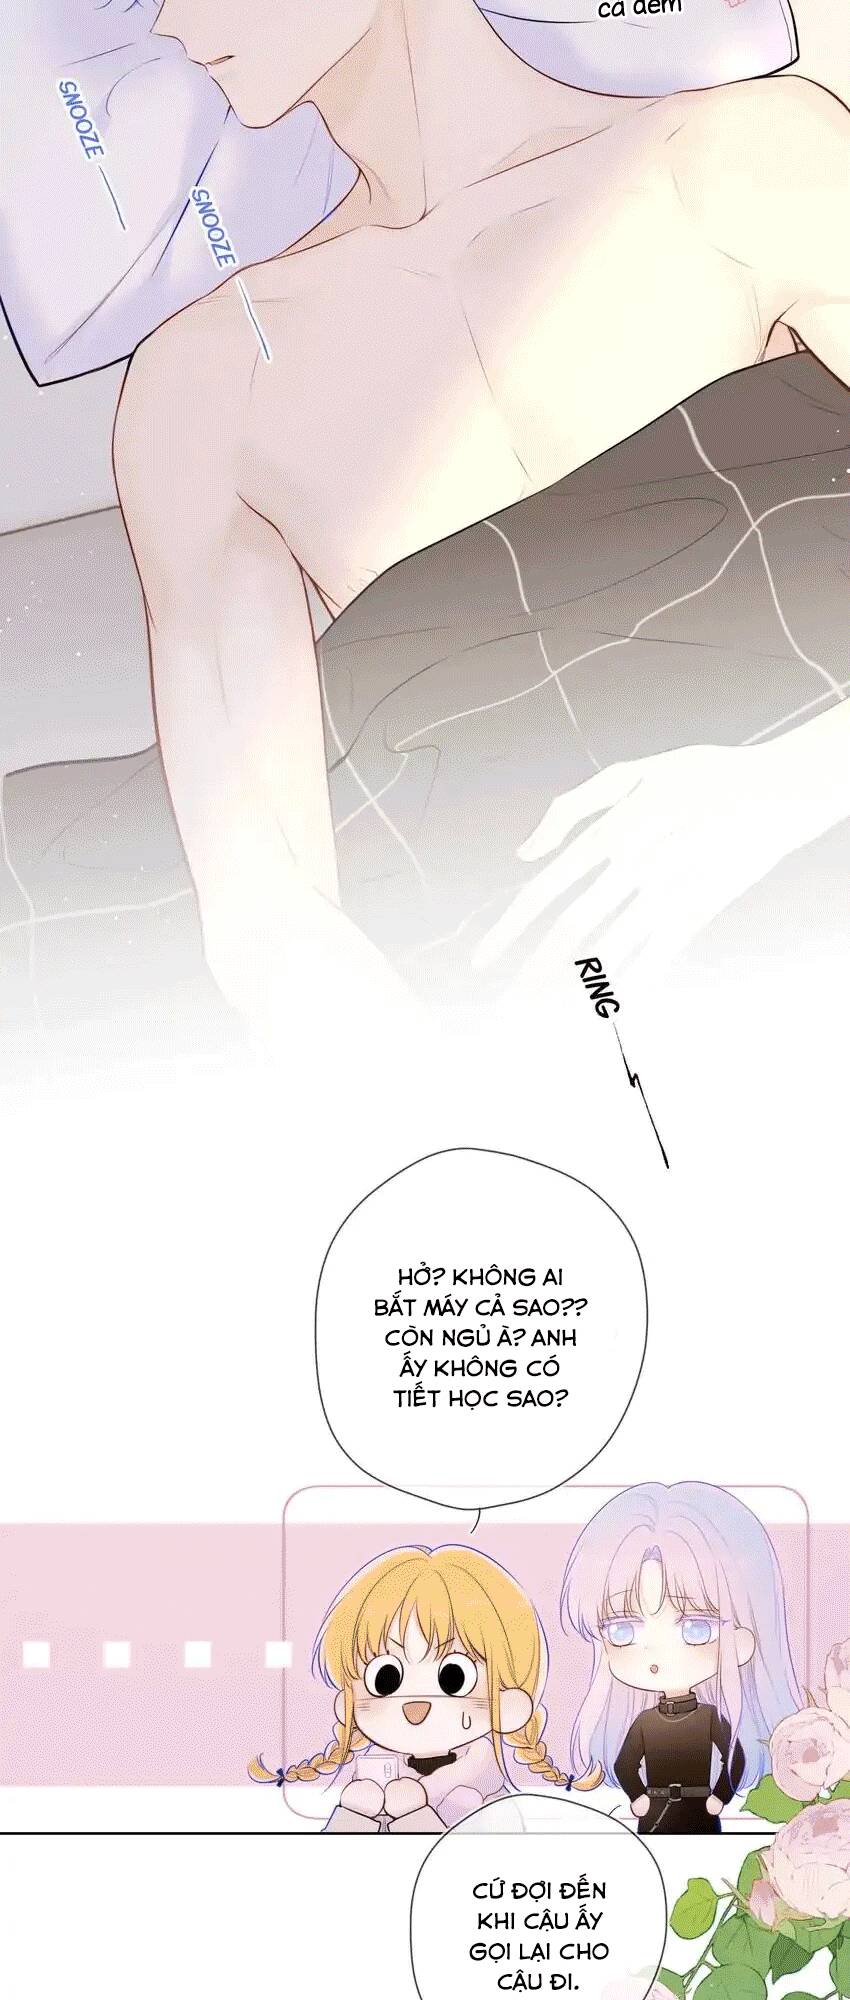 cả đêm
SNOOZE
SNOOZE
RING
HỞ? KHÔNG AI
BẮT MÁY CẢ SAO??
CÒN NGỦ À? ANH
ẤY KHÔNG CÓ
TIẾT HỌC SAO?
CỨ ĐỢI ĐẾN
KHI CẬU ẤY
GỌI LẠI CHO
CẬU ĐI.